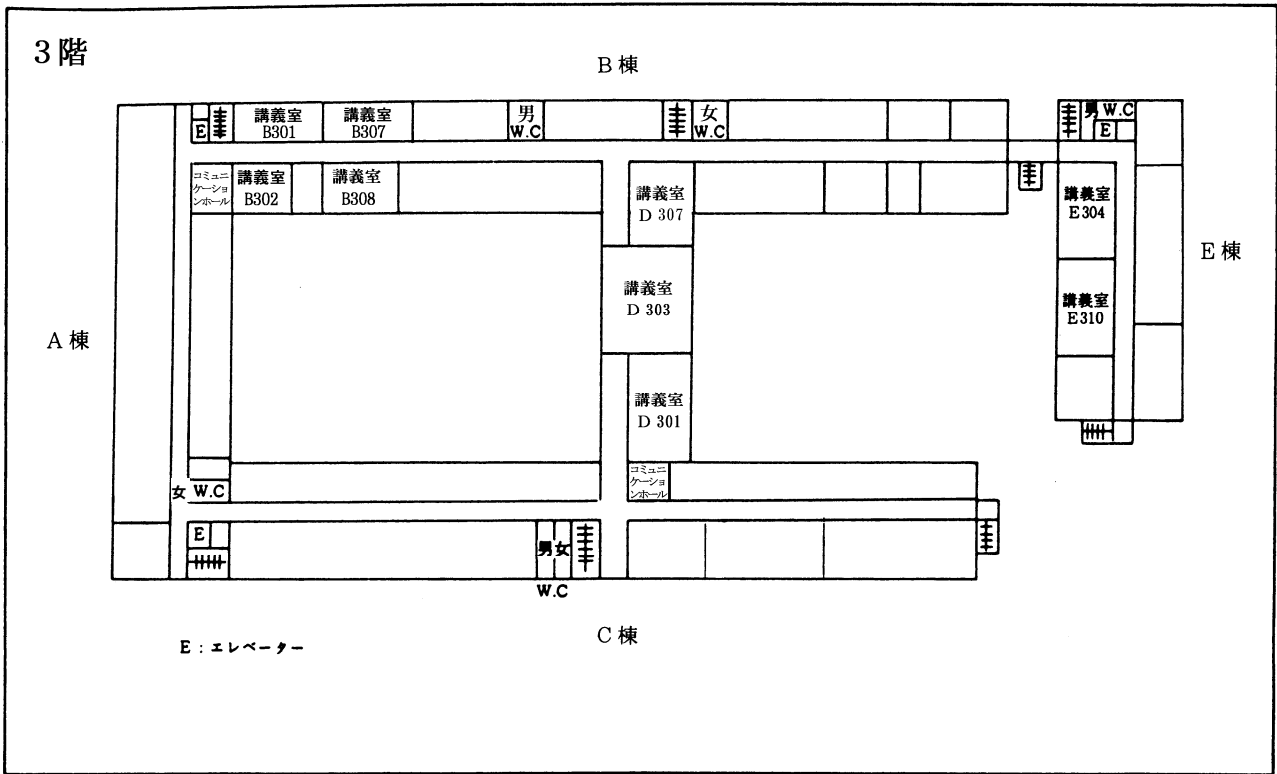 3階
B棟
E
講義室
B301
講義室
B307
男
W.C
女
W.C
男 W.C
E
コミュニ
ケーショ
ンホール
講義室
B302
講義室
B308
講義室
D 307
講義室
E304
E棟
講義室
D 303
講義室
E310
A棟
講義室
D 301
コミュニ
ケーショ
ンホール
女 W.C
E
男 女
W.C
C棟
E:エレベーター